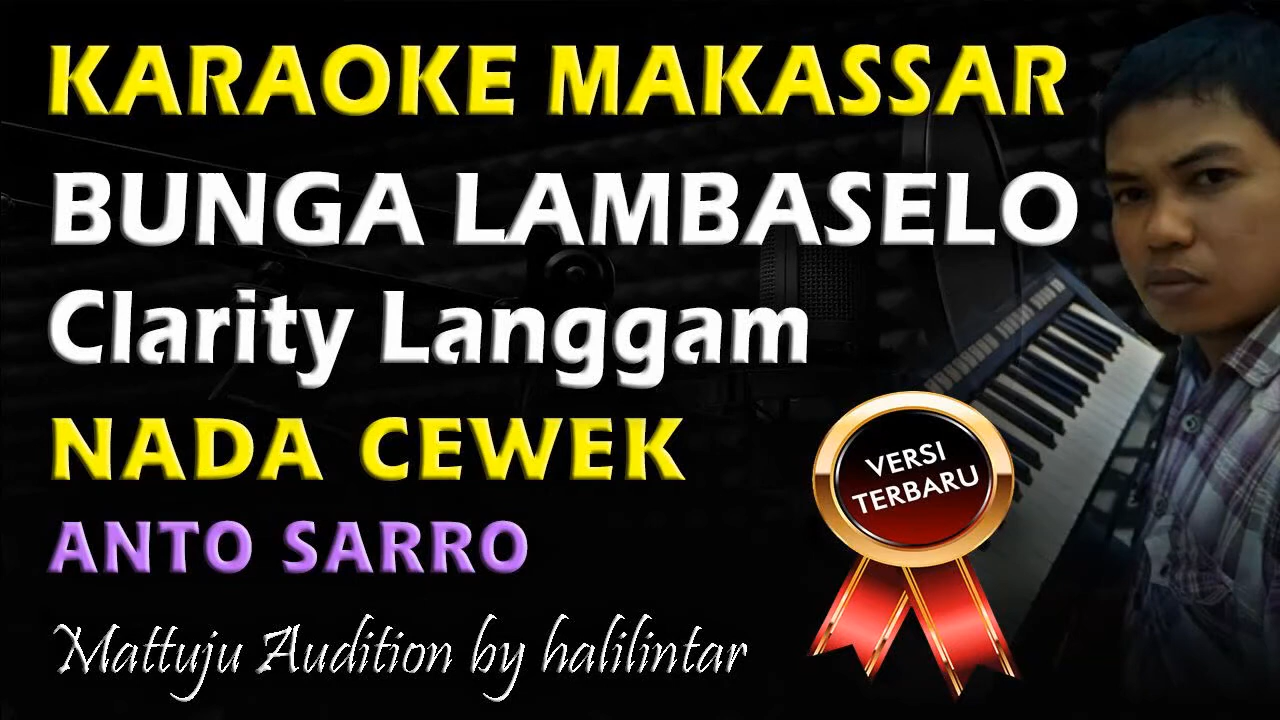 KARAOKE MAKASSAR
BUNGA LAMBASELO
Clarity Langgam
NADA CEWEK
ANTO SARRO
Mattuju Audition by halilintar
VERSI
TERBARU